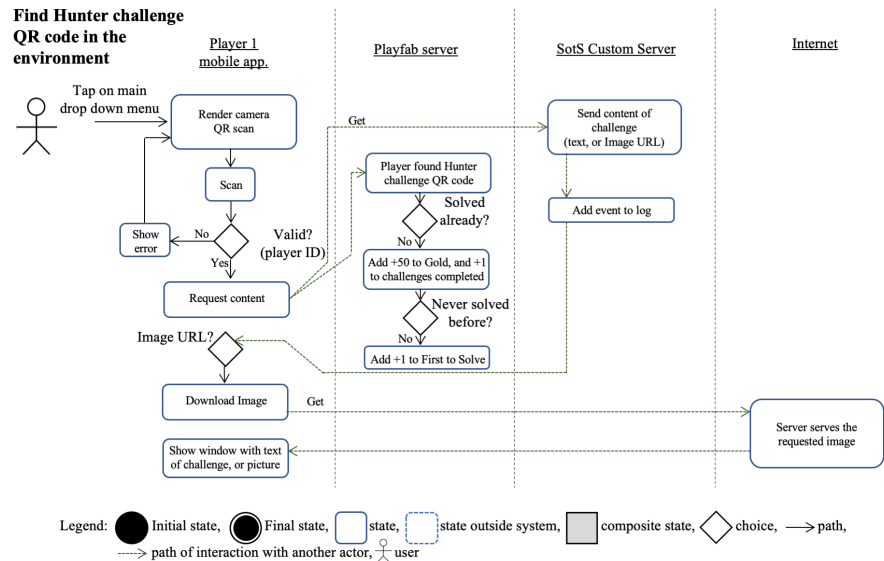 Find Hunter challenge
QR code in the
environment
Player 1
mobile app.
Playfab server
SotS Custom Server
Internet
Tap on main
drop down menu
Render camera
QR scan
Get
Send content of
challenge
(text, or Image URL)
Scan
Player found Hunter
challenge QR code
Solved
already?
Add event to log
Show
error
No
Valid?
(player ID)
Yes
No
Add +50 to Gold, and +1
to challenges completed
Request content
Never solved
before?
Image URL?
No
Add +1 to First to Solve
Download Image
Get
Server serves the
requested image
Show window with text
of challenge, or picture
Legend: Initial state, Final state, state, state outside system, composite state, choice, path,
path of interaction with another actor, user